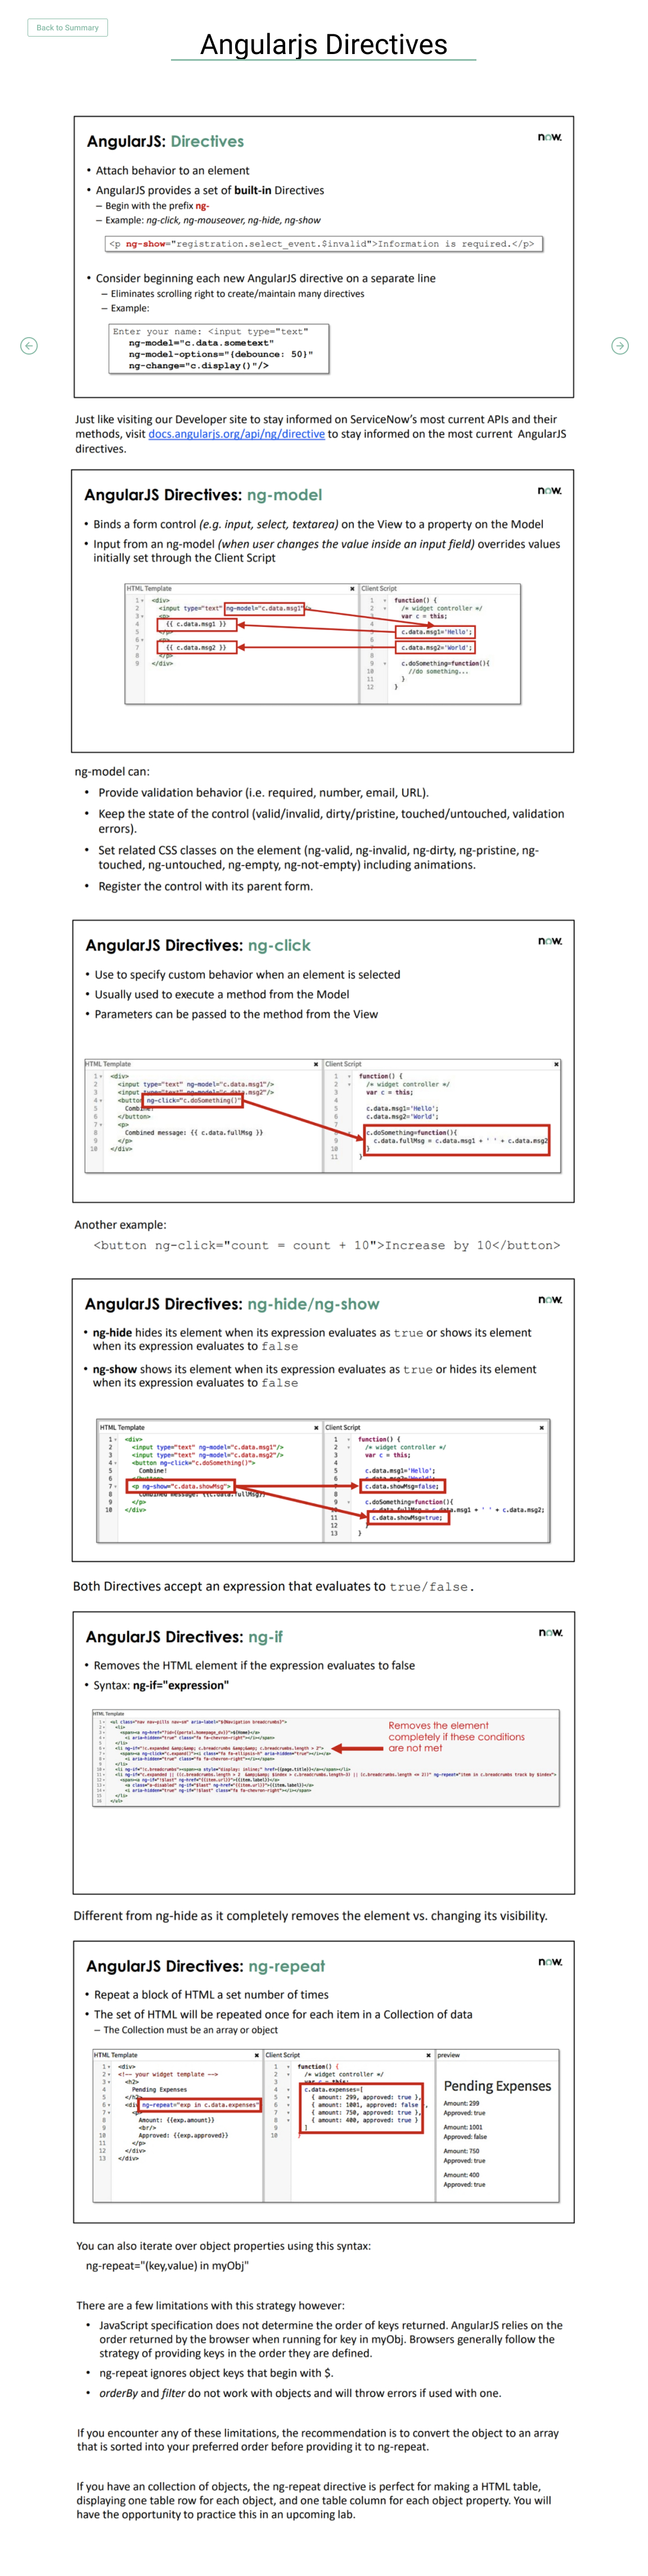 Back to Summary
Angularjs Directives
AngularJS: Directives
now.
• Attach behavior to an element
• AngularJS provides a set of built-in Directives
– Begin with the prefix ng-
– Example: ng-click, ng-mouseover, ng-hide, ng-show
<p ng-show="registration.select_event.$invalid">Information is required.</p>
• Consider beginning each new AngularJS directive on a separate line
– Eliminates scrolling right to create/maintain many directives
– Example:
Enter your name: <input type="text"
ng-model="c.data.sometext"
ng-model-options="{debounce: 50}"
ng-change="c.display()"/>
Just like visiting our Developer site to stay informed on ServiceNow's most current APIs and their
methods, visit docs.angularjs.org/api/ng/directive to stay informed on the most current AngularJS
directives.
AngularJS Directives: ng-model
now.
• Binds a form control (e.g. input, select, textarea) on the View to a property on the Model
• Input from an ng-model (when user changes the value inside an input field) overrides values
initially set through the Client Script
HTML Template
1 <div>
2 <input type="text" ng-model="c.data.msg1"/>
3 <p>
4 {{ c.data.msg1 }}
5 </p>
6 <p>
7 {{ c.data.msg2 }}
8 </p>
9 </div>
Client Script
1 function() {
2 /* widget controller */
3 var c = this;
4
5 c.data.msg1='Hello';
6
7 c.data.msg2='World';
8
9 c.doSomething=function(){
10 //do something...
11 }
12 }
ng-model can:
• Provide validation behavior (i.e. required, number, email, URL).
• Keep the state of the control (valid/invalid, dirty/pristine, touched/untouched, validation
errors).
• Set related CSS classes on the element (ng-valid, ng-invalid, ng-dirty, ng-pristine, ng-
touched, ng-untouched, ng-empty, ng-not-empty) including animations.
• Register the control with its parent form.
AngularJS Directives: ng-click
now.
• Use to specify custom behavior when an element is selected
• Usually used to execute a method from the Model
• Parameters can be passed to the method from the View
HTML Template
1 <div>
2 <input type="text" ng-model="c.data.msg1"/>
3 <input type="text" ng-model="c.data.msg2"/>
4 <button ng-click="c.doSomething()"
5 Combine!
6 </button>
7 <p>
8 Combined message: {{ c.data.fullMsg }}
9 </p>
10 </div>
Client Script
1 function() {
2 /* widget controller */
3 var c = this;
4
5 c.data.msg1='Hello';
6 c.data.msg2='World';
7
8 c.doSomething=function(){
9 c.data.fullMsg = c.data.msg1 + ' ' + c.data.msg2
10 }
11 }
Another example:
<button ng-click="count = count + 10">Increase by 10</button>
AngularJS Directives: ng-hide/ng-show
now.
• ng-hide hides its element when its expression evaluates as true or shows its element
when its expression evaluates to false
• ng-show shows its element when its expression evaluates as true or hides its element
when its expression evaluates to false
HTML Template
1 <div>
2 <input type="text" ng-model="c.data.msg1"/>
3 <input type="text" ng-model="c.data.msg2"/>
4 <button ng-click="c.doSomething()">
5 Combine!
6 </button>
7 <p ng-show="c.data.showMsg">
8 Combined message: {{c.data.fullMsg}}
9 </p>
10 </div>
Client Script
1 function() {
2 /* widget controller */
3 var c = this;
4
5 c.data.msg1='Hello';
6 c.data.msg2='World';
7 c.data.showMsg=false;
8
9 c.doSomething=function(){
10 c.data.fullMsg = c.data.msg1 + ' ' + c.data.msg2;
11 c.data.showMsg=true;
12 }
13 }
Both Directives accept an expression that evaluates to true/false.
AngularJS Directives: ng-if
now.
• Removes the HTML element if the expression evaluates to false
• Syntax: ng-if="expression"
HTML Template
Removes the element
completely if these conditions
are not met
Different from ng-hide as it completely removes the element vs. changing its visibility.
AngularJS Directives: ng-repeat
now.
• Repeat a block of HTML a set number of times
• The set of HTML will be repeated once for each item in a Collection of data
– The Collection must be an array or object
HTML Template
1 <div>
2 <!-- your widget template -->
3 <h2>
4 Pending Expenses
5 </h2>
6 <div ng-repeat="exp in c.data.expenses"
7 <p>
8 Amount: {{exp.amount}}
9 <br/>
10 Approved: {{exp.approved}}
11 </p>
12 </div>
13 </div>
Client Script
1 function() {
2 /* widget controller */
3 var c = this;
4 c.data.expenses=[
5 { amount: 299, approved: true },
6 { amount: 1001, approved: false },
7 { amount: 750, approved: true },
8 { amount: 400, approved: true }
9 ]
10 }
preview
Pending Expenses
Amount: 299
Approved: true
Amount: 1001
Approved: false
Amount: 750
Approved: true
Amount: 400
Approved: true
You can also iterate over object properties using this syntax:
ng-repeat="(key,value) in myObj"
There are a few limitations with this strategy however:
• JavaScript specification does not determine the order of keys returned. AngularJS relies on the
order returned by the browser when running for key in myObj. Browsers generally follow the
strategy of providing keys in the order they are defined.
• ng-repeat ignores object keys that begin with $.
• orderBy and filter do not work with objects and will throw errors if used with one.
If you encounter any of these limitations, the recommendation is to convert the object to an array
that is sorted into your preferred order before providing it to ng-repeat.
If you have an collection of objects, the ng-repeat directive is perfect for making a HTML table,
displaying one table row for each object, and one table column for each object property. You will
have the opportunity to practice this in an upcoming lab.